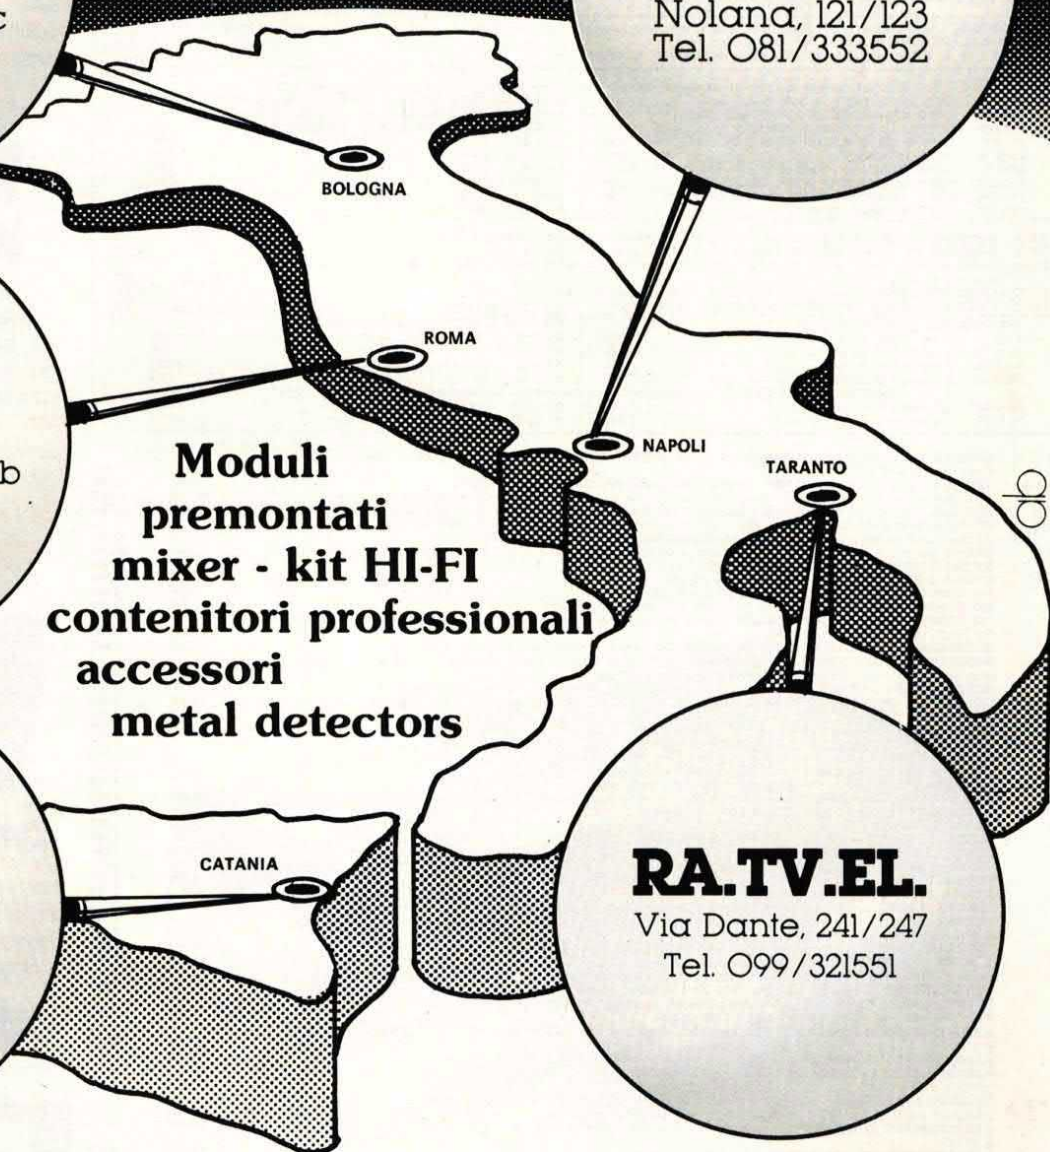 Nolana, 121/123
Tel. 081/333552
BOLOGNA
ROMA
NAPOLI
TARANTO
Moduli
premontati
mixer - kit HI-FI
contenitori professionali
accessori
metal detectors
CATANIA
RA.TV.EL.
Via Dante, 241/247
Tel. 099/321551